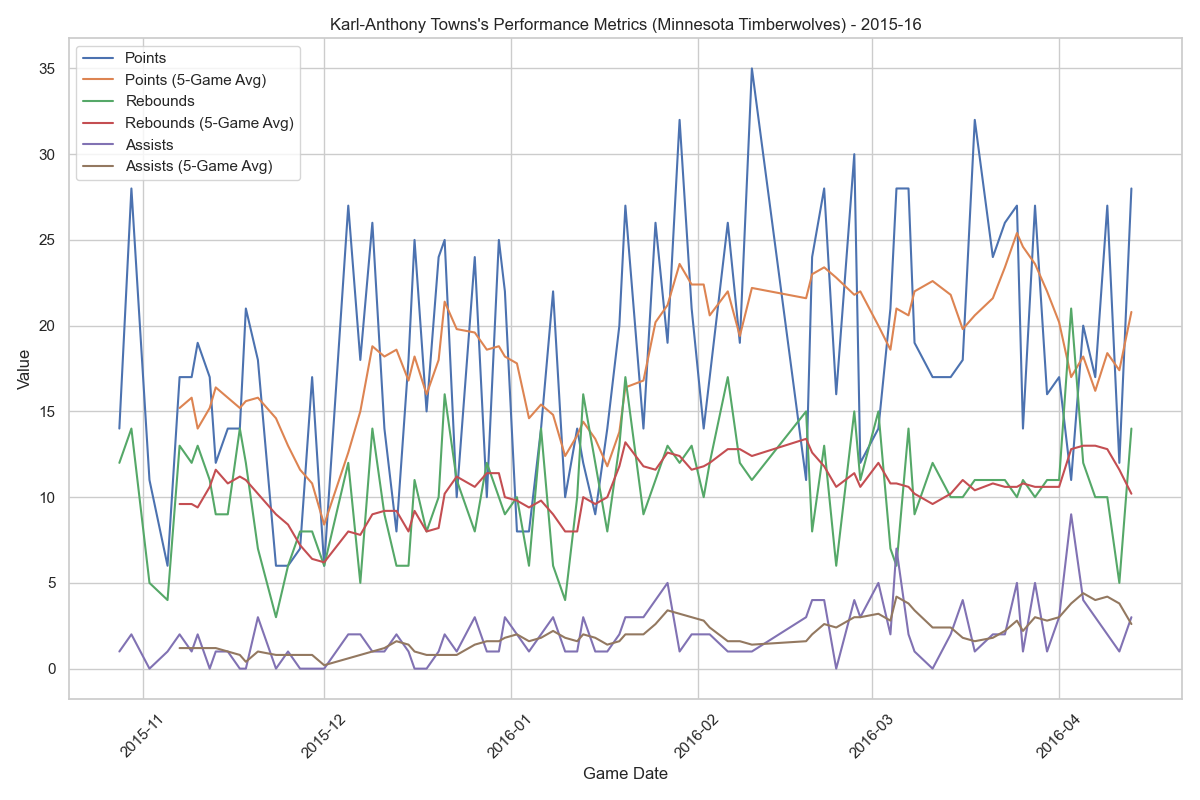 Karl-Anthony Towns's Performance Metrics (Minnesota Timberwolves) - 2015-16
Points
Points (5-Game Avg)
Rebounds
Rebounds (5-Game Avg)
Assists
Assists (5-Game Avg)
35
30
25
20
15
10
5
0
Value
2015-11
2015-12
2016-01
2016-02
2016-03
2016-04
Game Date